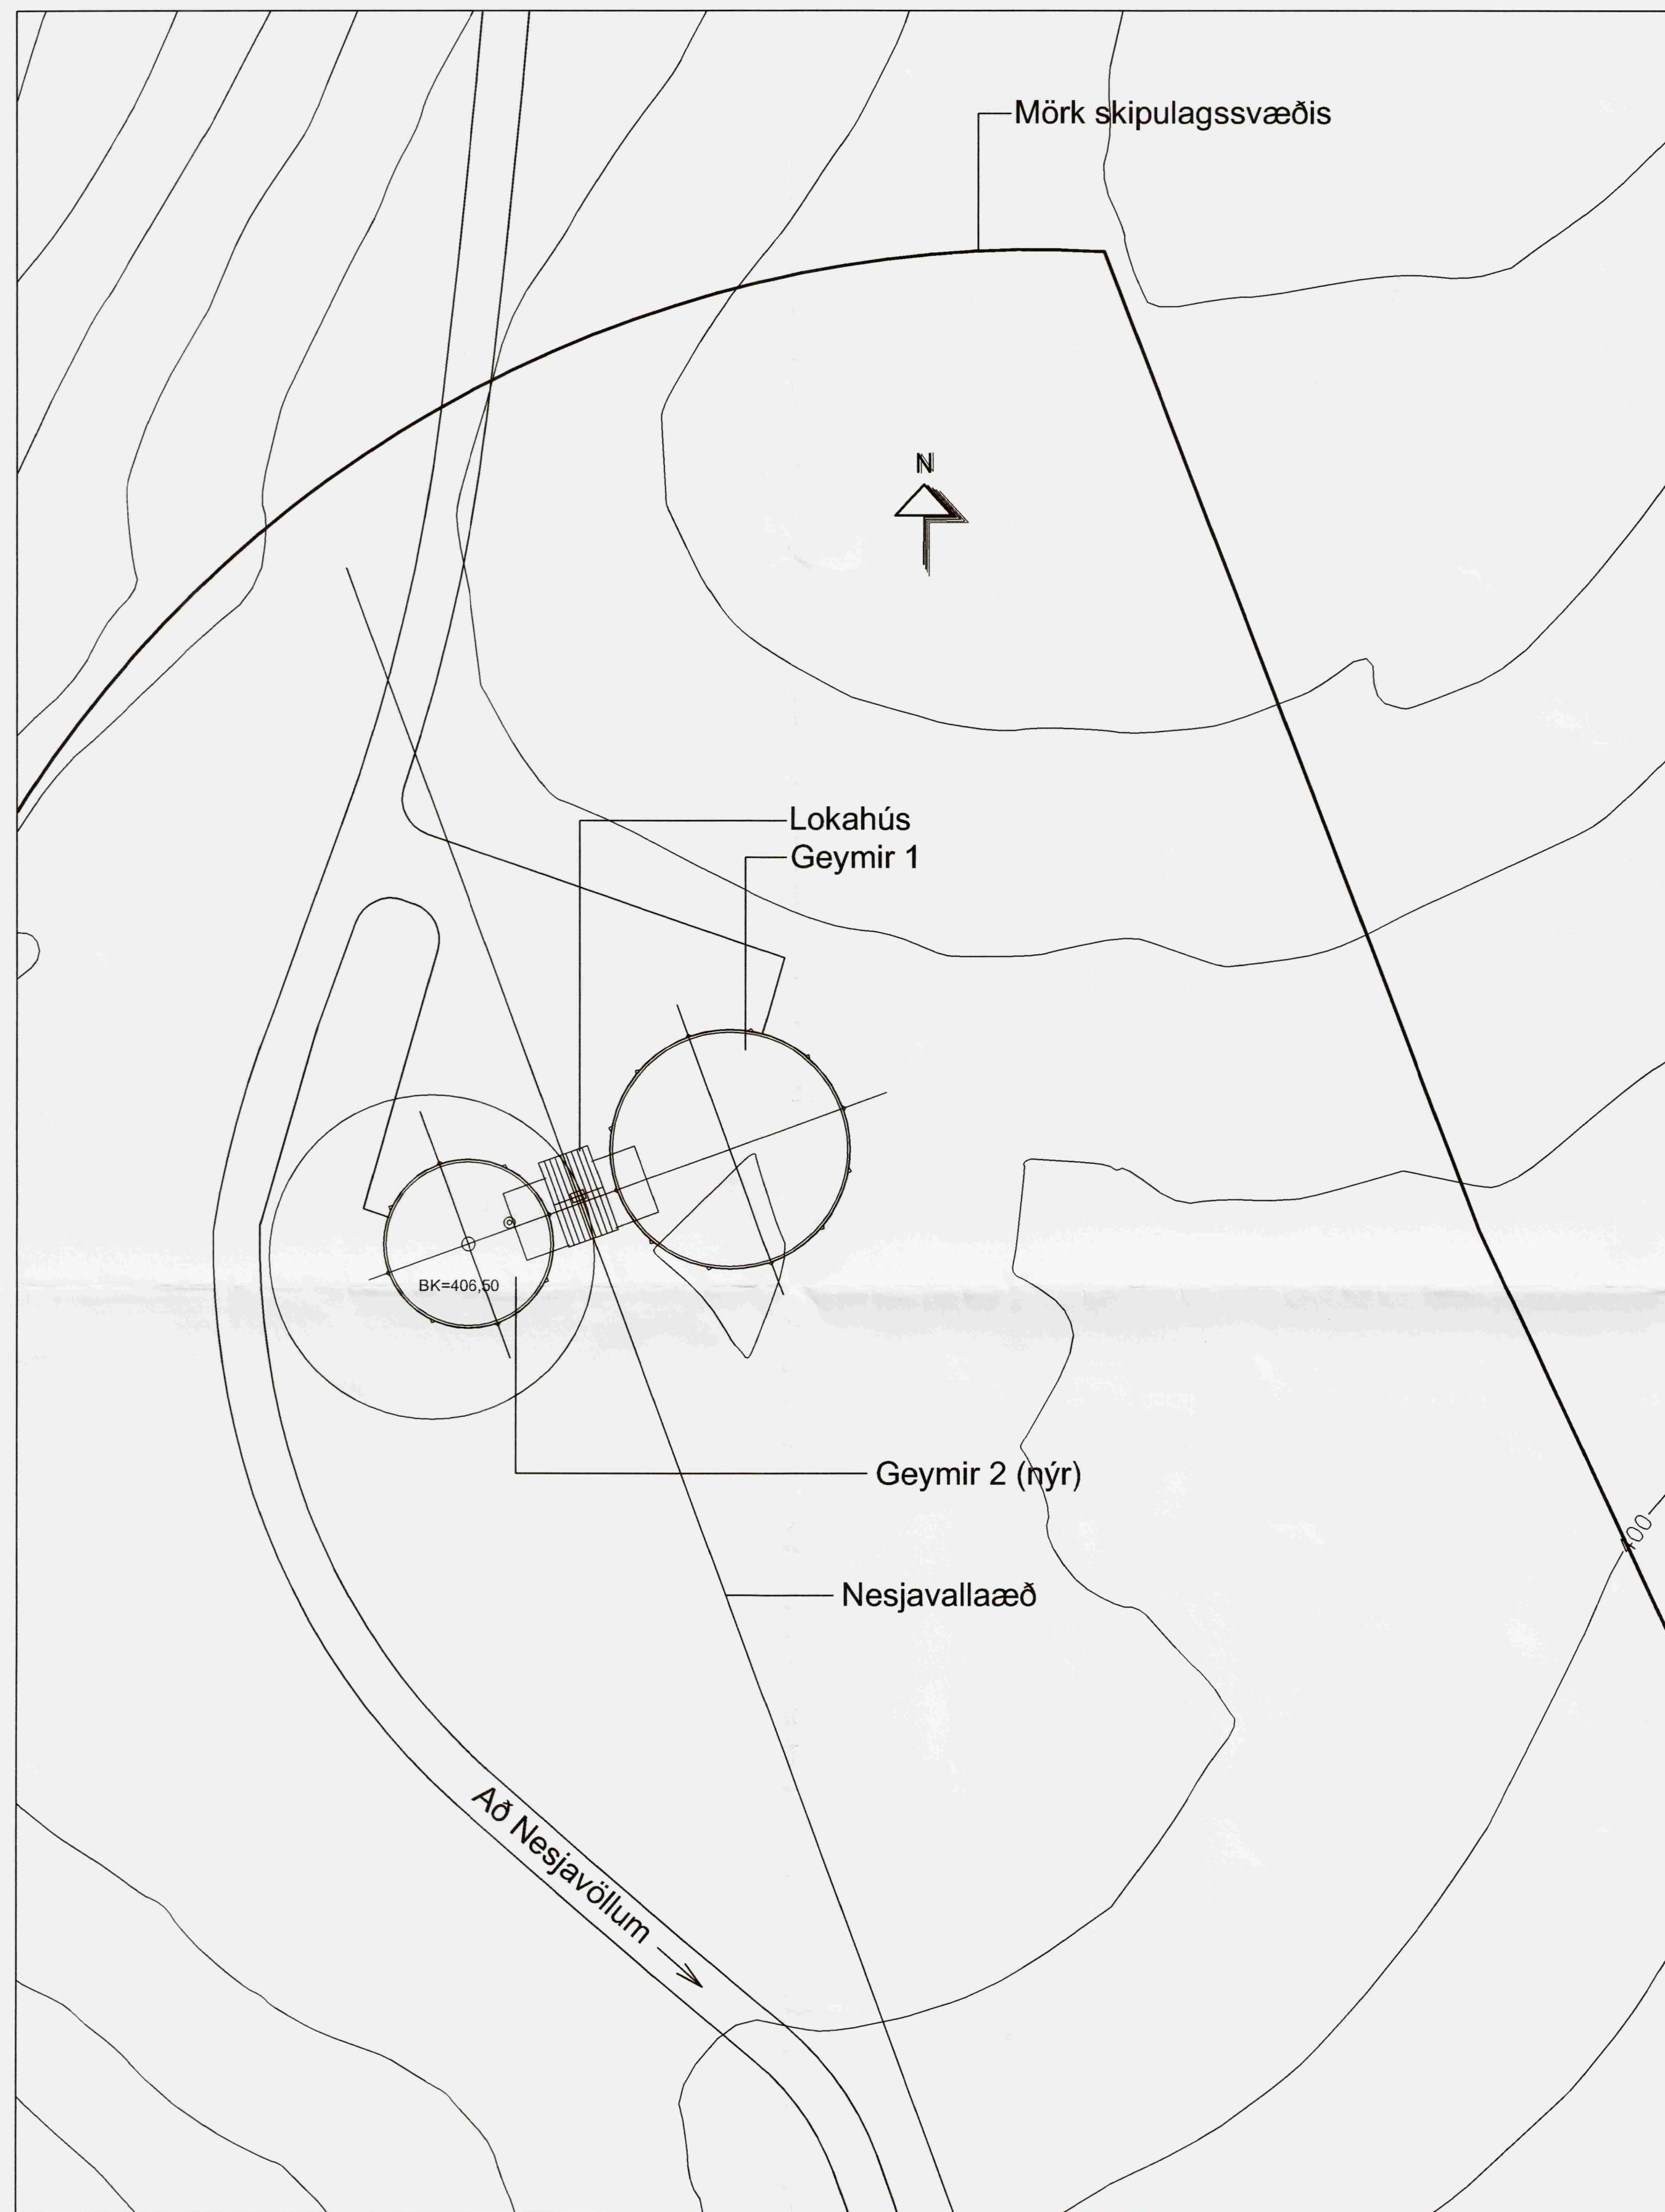 Mörk skipulagssvæðis
N
Lokahús
Geymir 1
BK=406,50
Geymir 2 (nýr)
400
Nesjavallaæð
Að Nesjavöllum